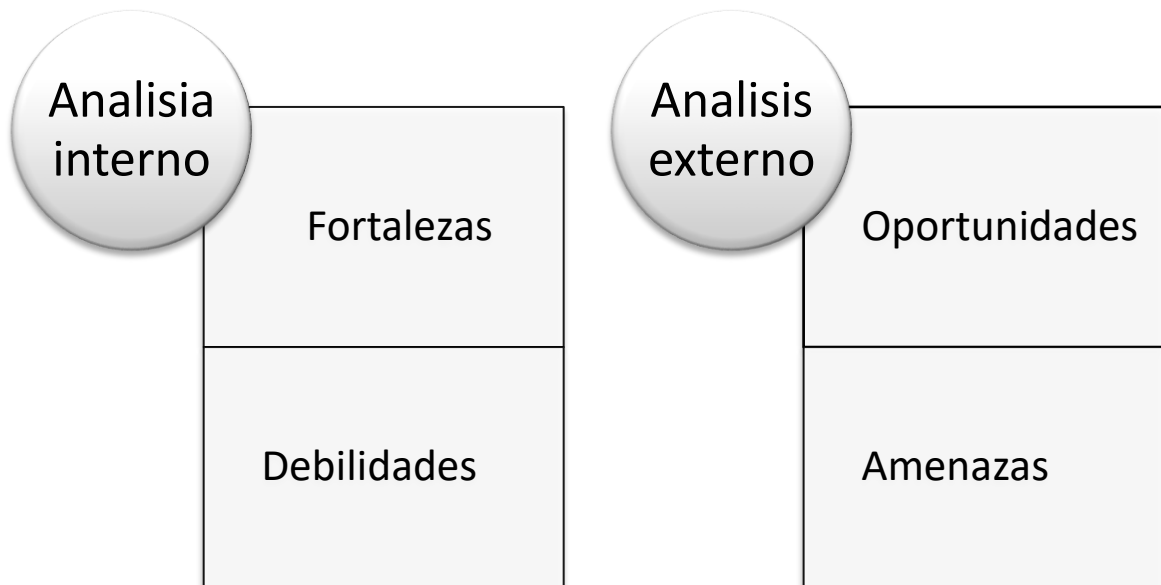 Analisia
interno
Fortalezas
Debilidades
Analisis
externo
Oportunidades
Amenazas